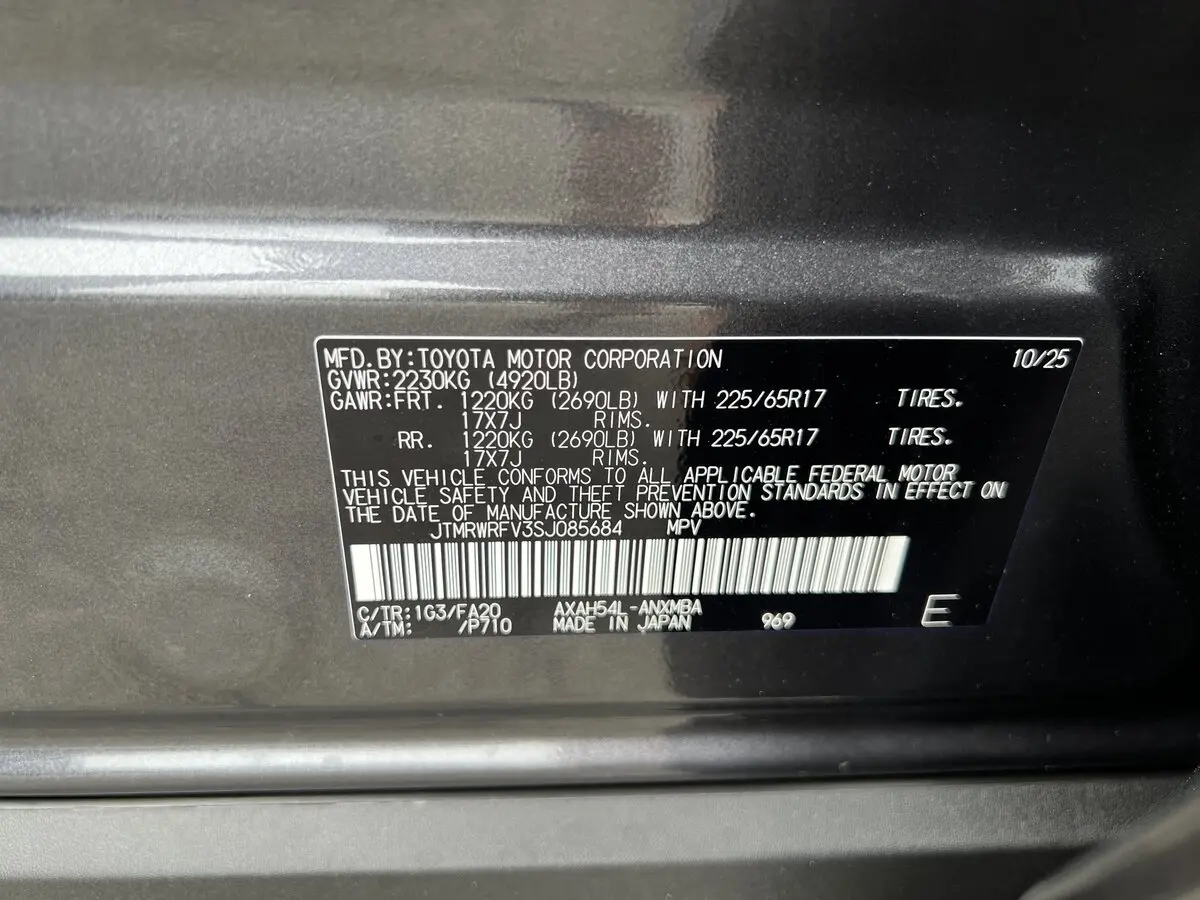 MFD.BY:TOYOTA MOTOR CORPORATION 10/25
GVWR:2230KG (4920LB)
GAWR:FRT. 1220KG (2690LB) WITH 225/65R17 TIRES.
17X7J RIMS.
RR. 1220KG (2690LB) WITH 225/65R17 TIRES.
17X7J RIMS.
THIS VEHICLE CONFORMS TO ALL APPLICABLE FEDERAL MOTOR
VEHICLE SAFETY AND THEFT PREVENTION STANDARDS IN EFFECT ON
THE DATE OF MANUFACTURE SHOWN ABOVE.
JTMRWRFV3SJ085684 MPV
C/TR:1G3/FA20 AXAH54L-ANXMBA
A/TM: /P710 MADE IN JAPAN 969 E